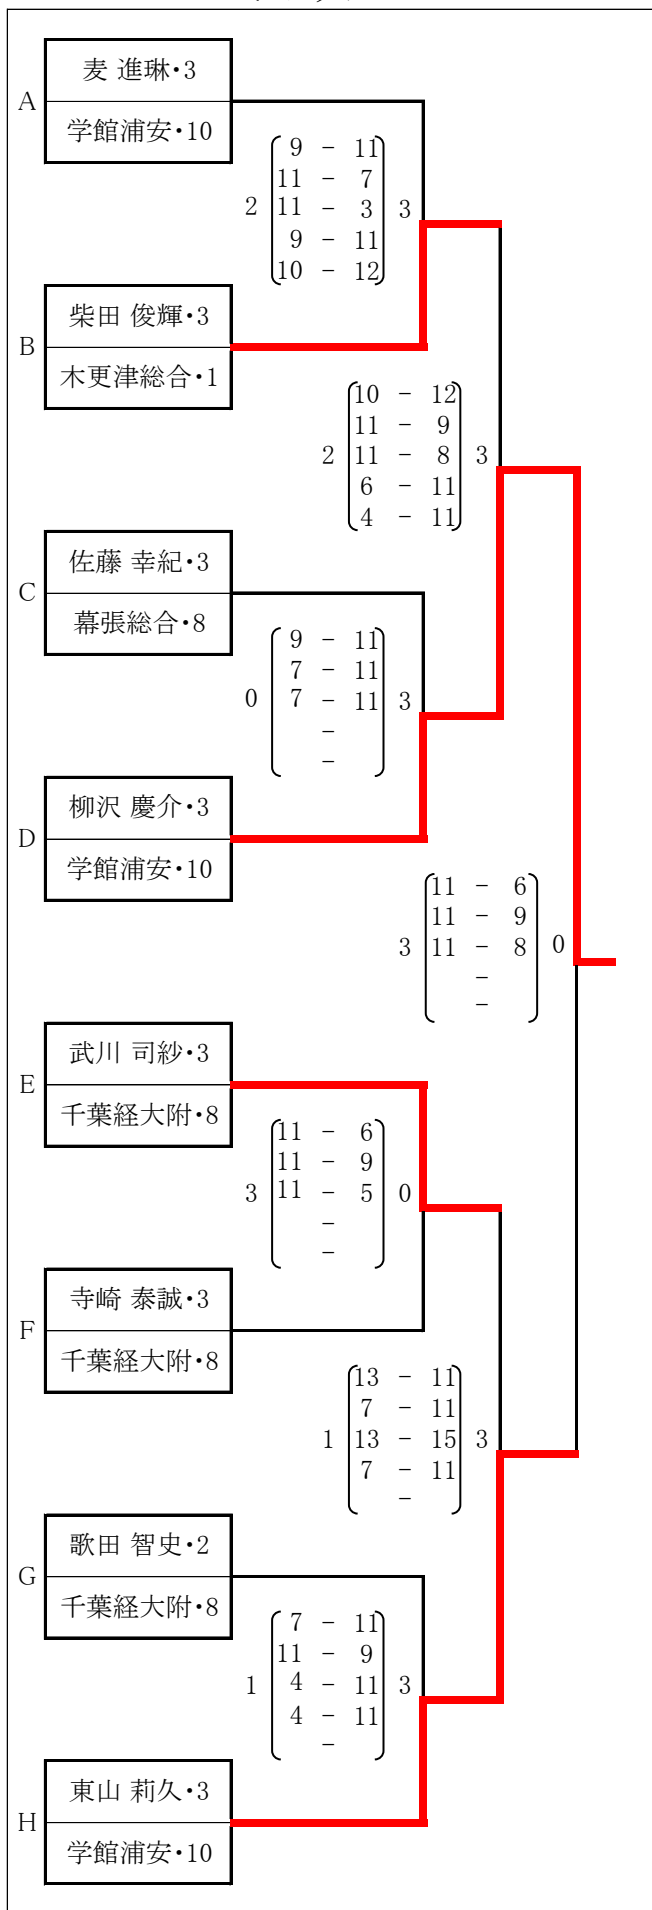 麦 進琳・3
A
学館浦安・10
9 - 11
11 - 7
2 11 - 3 3
9 - 11
10 - 12
柴田 俊輝・3
B
木更津総合・1
10 - 12
11 - 9
2 11 - 8 3
6 - 11
4 - 11
佐藤 幸紀・3
C
幕張総合・8
9 - 11
7 - 11
0 7 - 11 3
-
-
柳沢 慶介・3
D
学館浦安・10
11 - 6
11 - 9
3 11 - 8 0
-
-
武川 司紗・3
E
千葉経大附・8
11 - 6
11 - 9
3 11 - 5 0
-
-
寺崎 泰誠・3
F
千葉経大附・8
13 - 11
7 - 11
1 13 - 15 3
7 - 11
-
歌田 智史・2
G
千葉経大附・8
7 - 11
11 - 9
1 4 - 11 3
4 - 11
-
東山 莉久・3
H
学館浦安・10